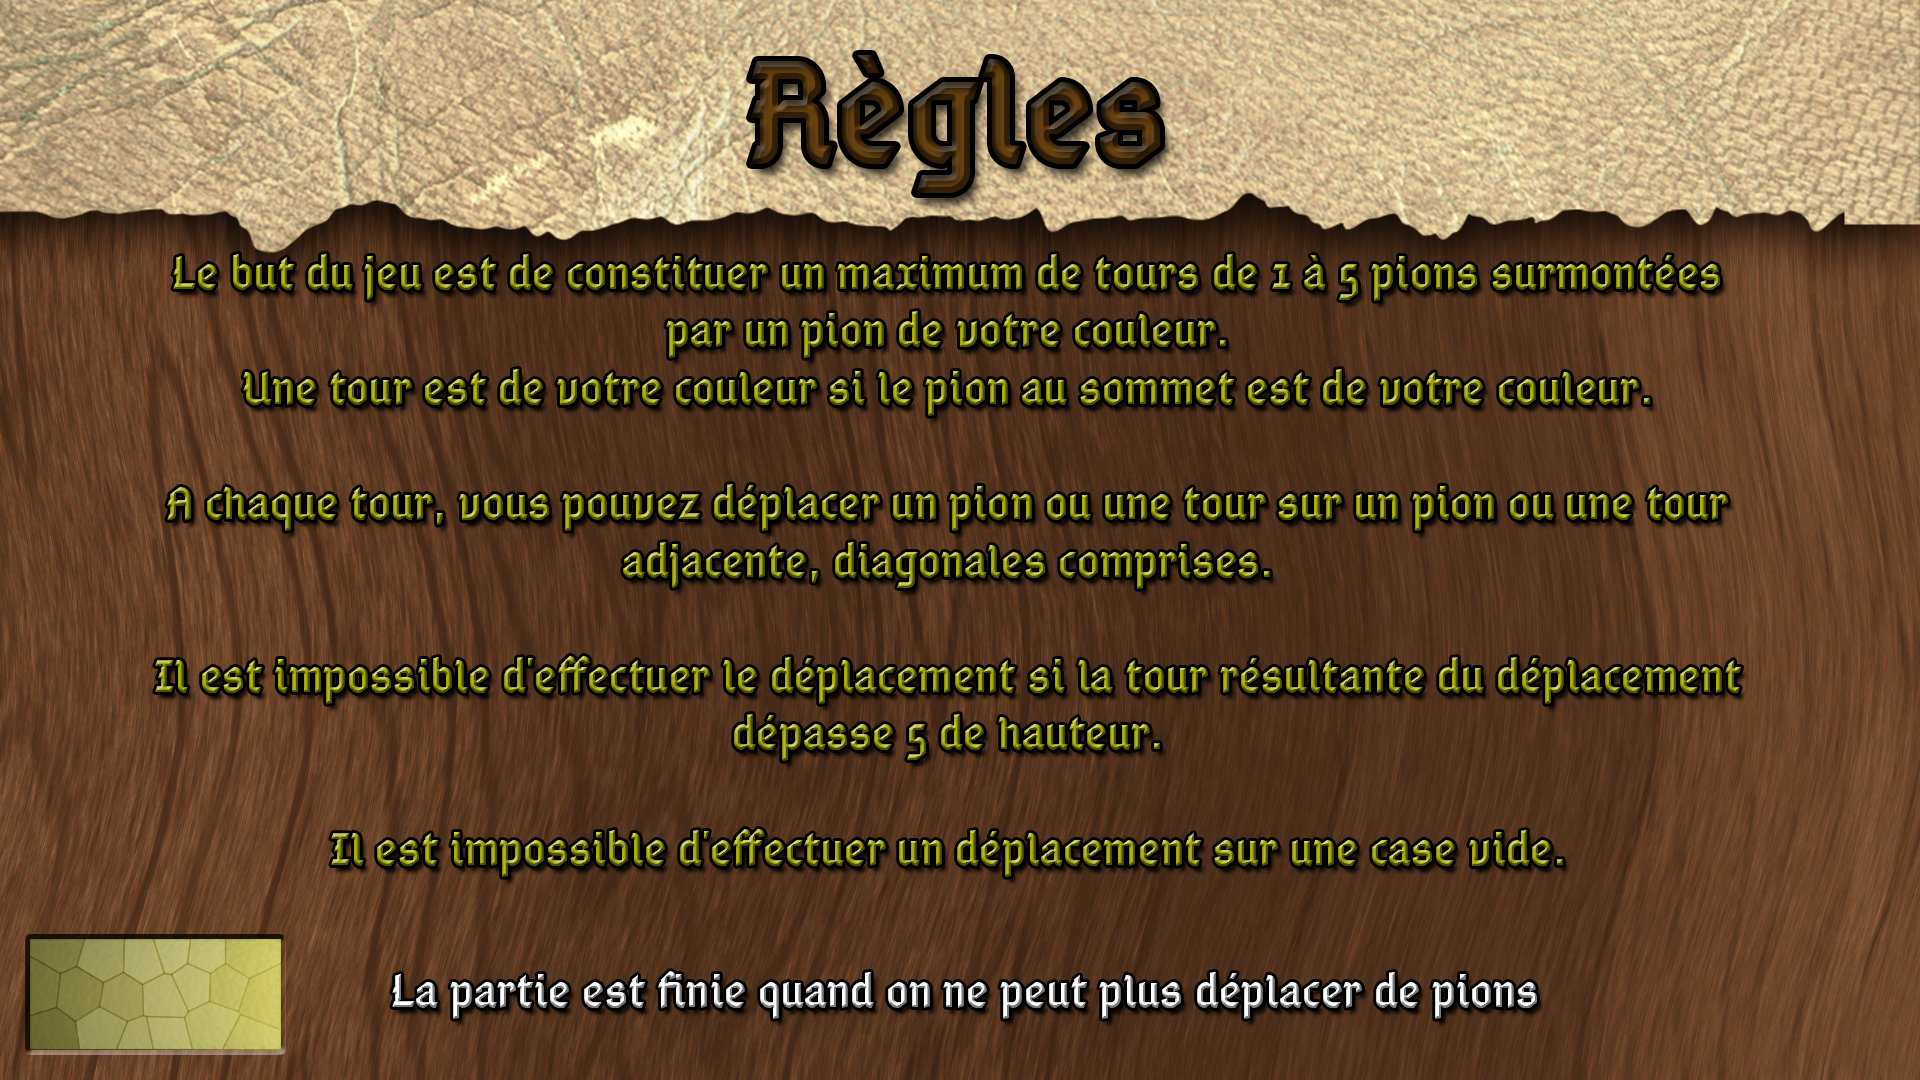 Règles
Le but du jeu est de constituer un maximum de tours de 1 à 5 pions surmontées
par un pion de votre couleur.
Une tour est de votre couleur si le pion au sommet est de votre couleur.
A chaque tour, vous pouvez déplacer un pion ou une tour sur un pion ou une tour
adjacente, diagonales comprises.
Il est impossible d'effectuer le déplacement si la tour résultante du déplacement
dépasse 5 de hauteur.
Il est impossible d'effectuer un déplacement sur une case vide.
La partie est finie quand on ne peut plus déplacer de pions